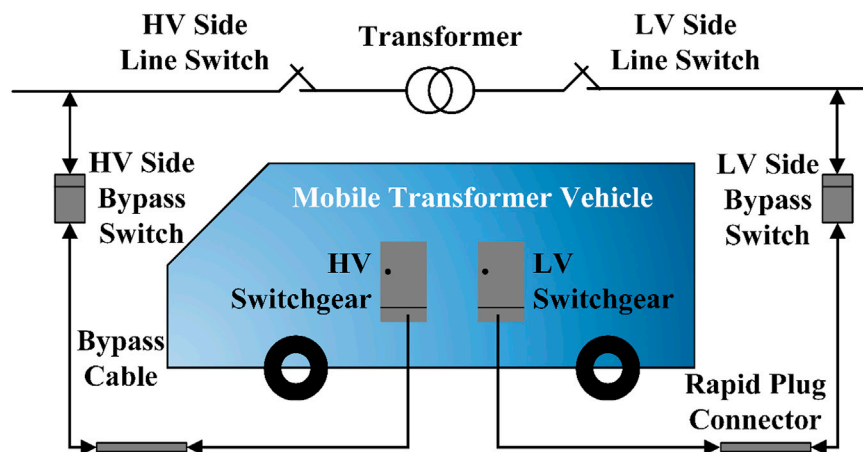 HV Side
Line Switch
Transformer
LV Side
Line Switch
HV Side
Bypass
Switch
Mobile Transformer Vehicle
LV Side
Bypass
Switch
HV
Switchgear
LV
Switchgear
Bypass
Cable
Rapid Plug
Connector